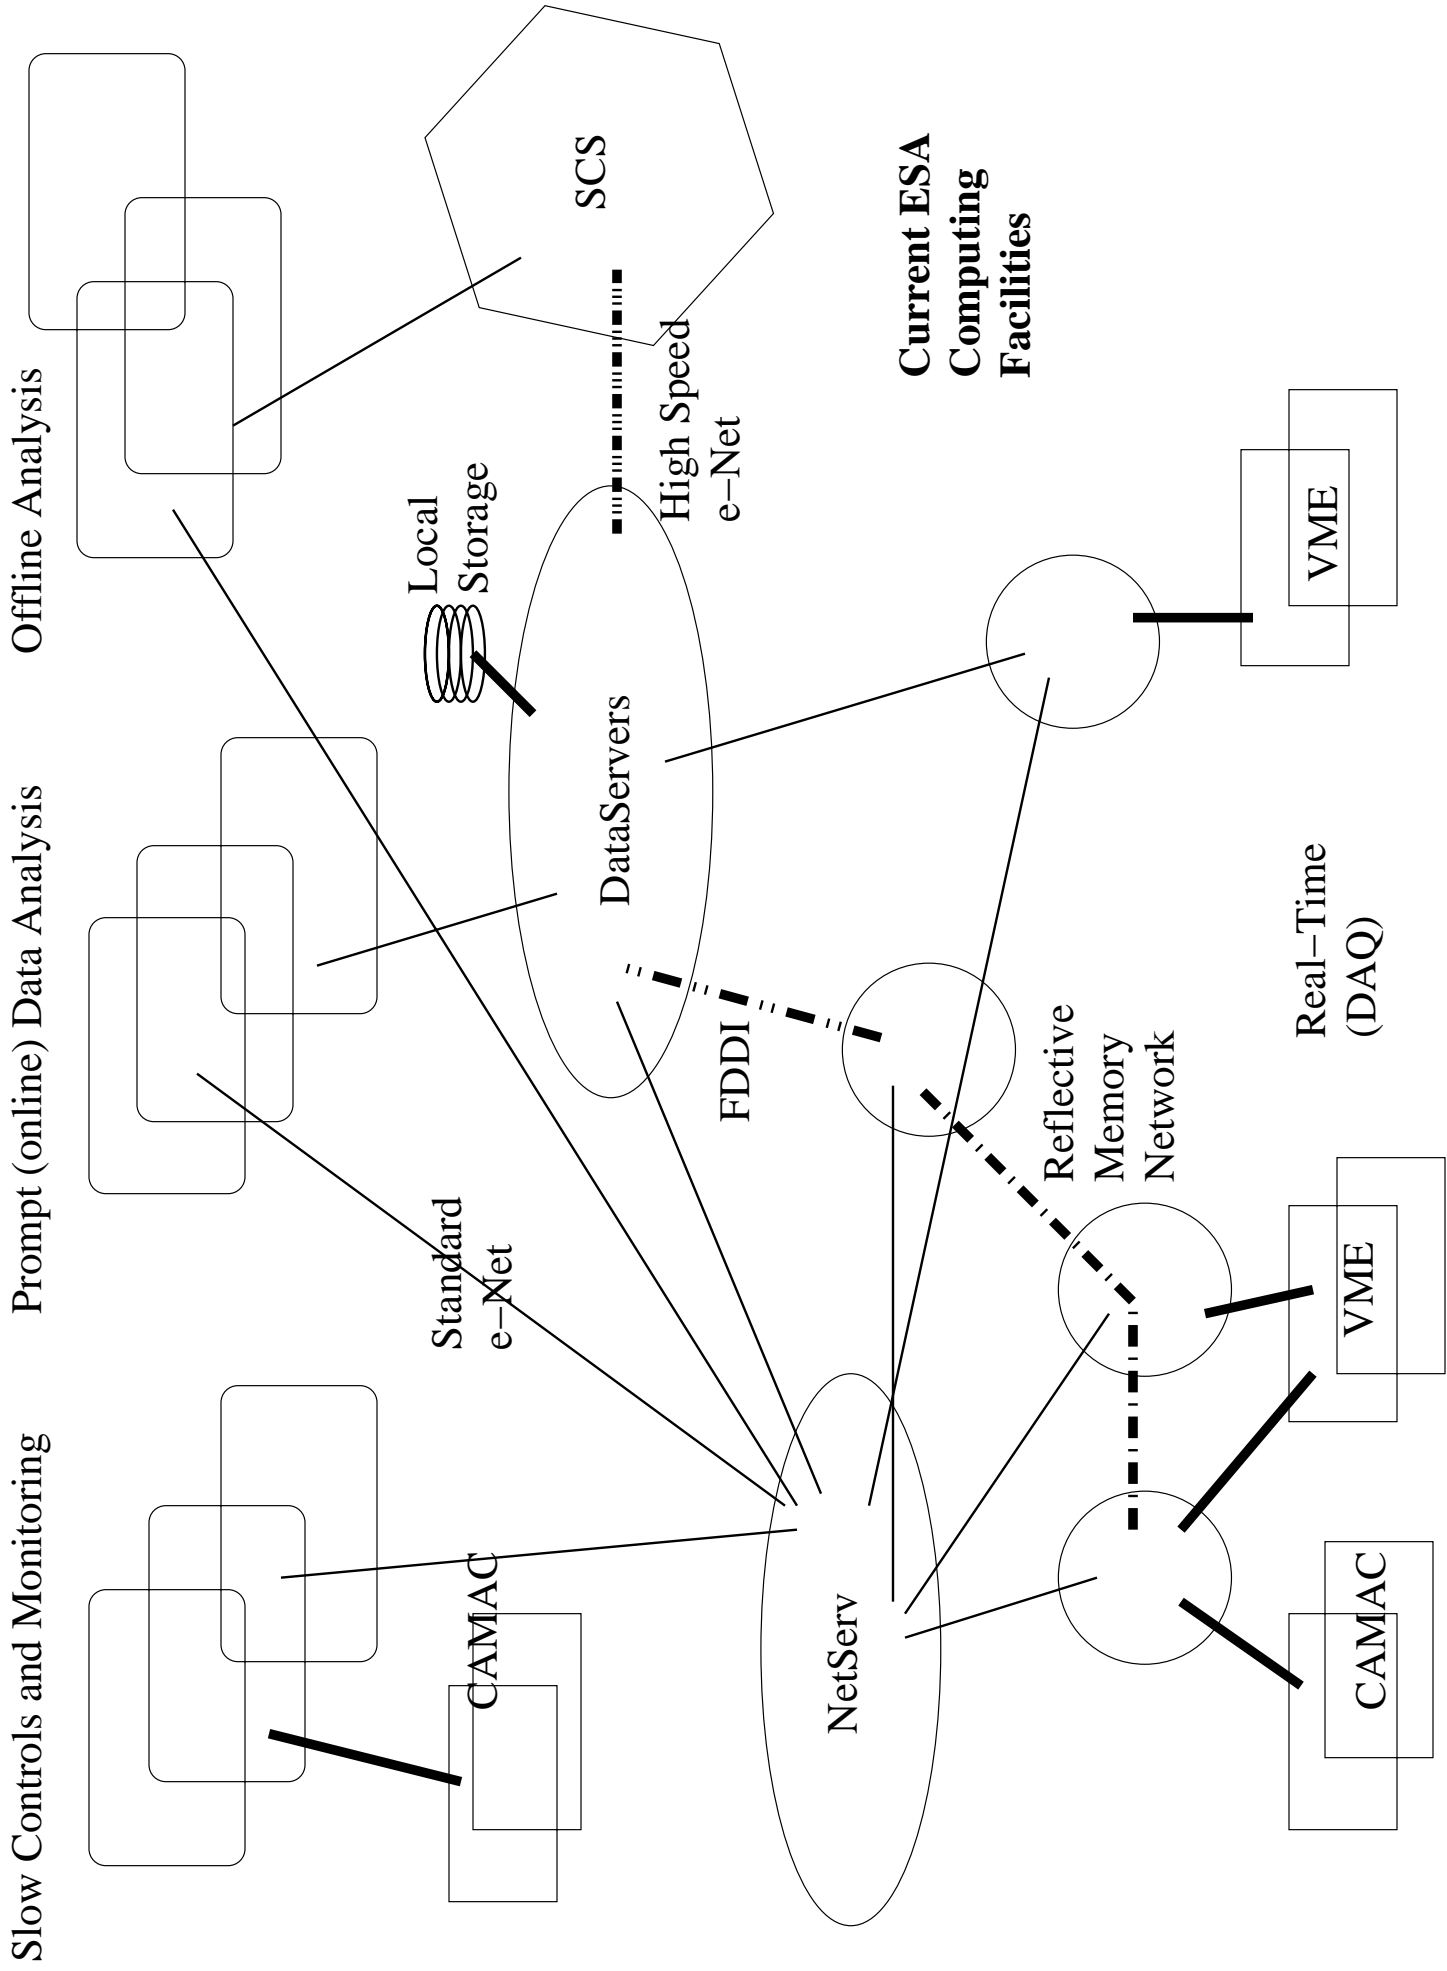 Slow Controls and Monitoring
Prompt (online) Data Analysis
Offline Analysis
CAMAC
Standard
e−Net
Local
Storage
SCS
DataServers
High Speed
e−Net
FDDI
NetServ
Current ESA
Computing
Facilities
Reflective
Memory
Network
Real−Time
(DAQ)
CAMAC
VME
VME